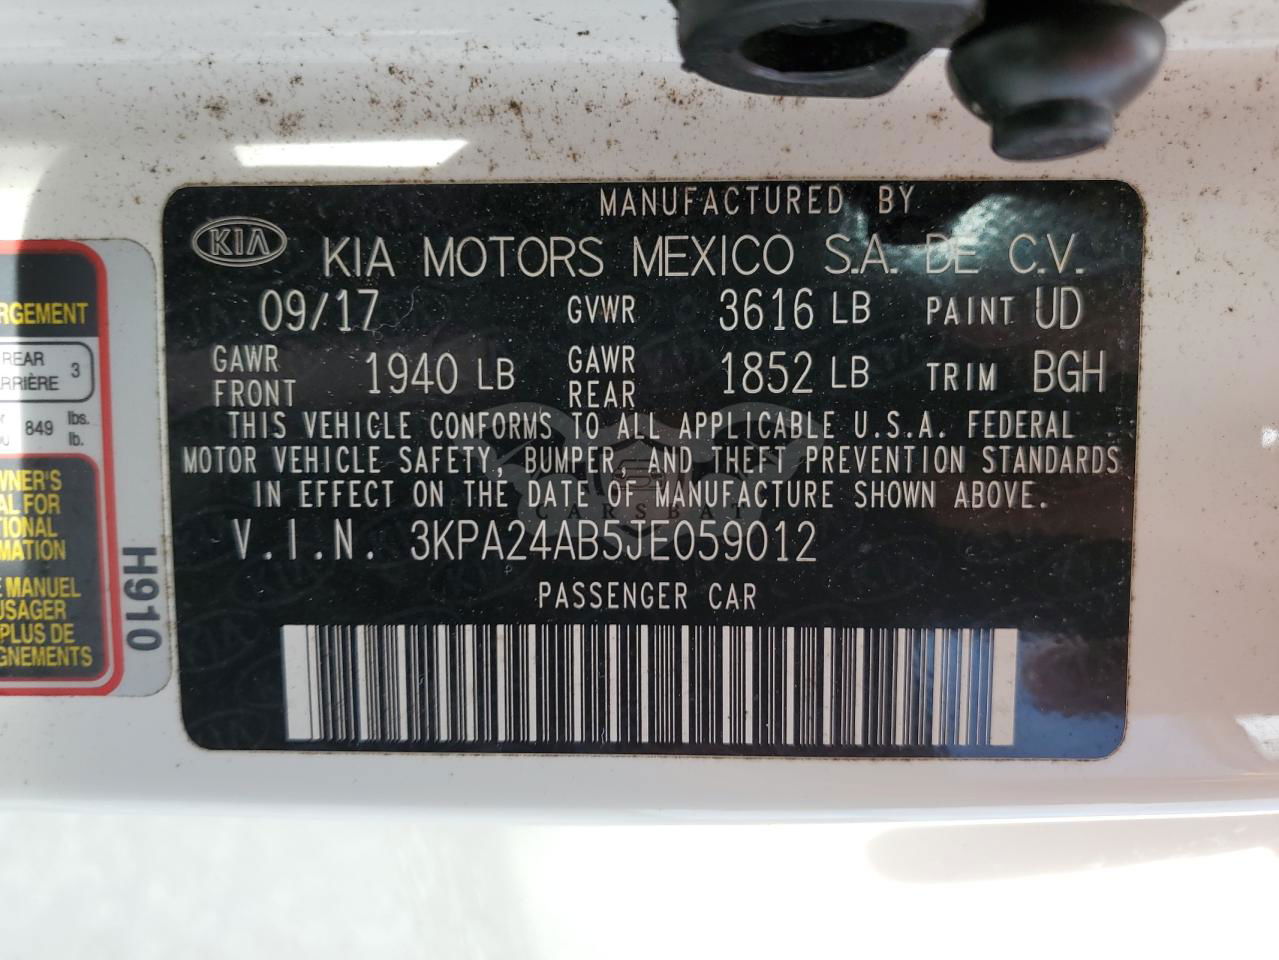 MANUFACTURED BY
KIA KIA MOTORS MEXICO S.A. DE C.V.
09/17 GVWR 3616 LB PAINT UD
GAWR FRONT 1940 LB GAWR REAR 1852 LB TRIM BGH
THIS VEHICLE CONFORMS TO ALL APPLICABLE U.S.A. FEDERAL
MOTOR VEHICLE SAFETY, BUMPER, AND THEFT PREVENTION STANDARDS
IN EFFECT ON THE DATE OF MANUFACTURE SHOWN ABOVE.
CARSBAT
V.I.N. 3KPA24AB5JE059012
PASSENGER CAR
RGEMENT
REAR 3
RRIÈRE
849 lbs.
lb.
WNER'S
AL FOR
TIONAL
RMATION
E MANUEL
USAGER
PLUS DE
GNEMENTS
H910